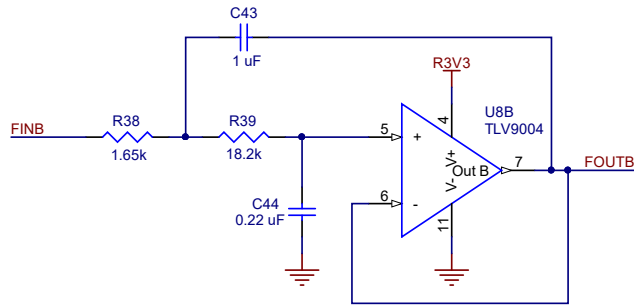 C43
1 uF
R3V3
R38
1.65k
R39
18.2k
FINB
U8B
TLV9004
5
+
4
V+
Out B
V-
7
FOUTB
6
-
11
C44
0.22 uF